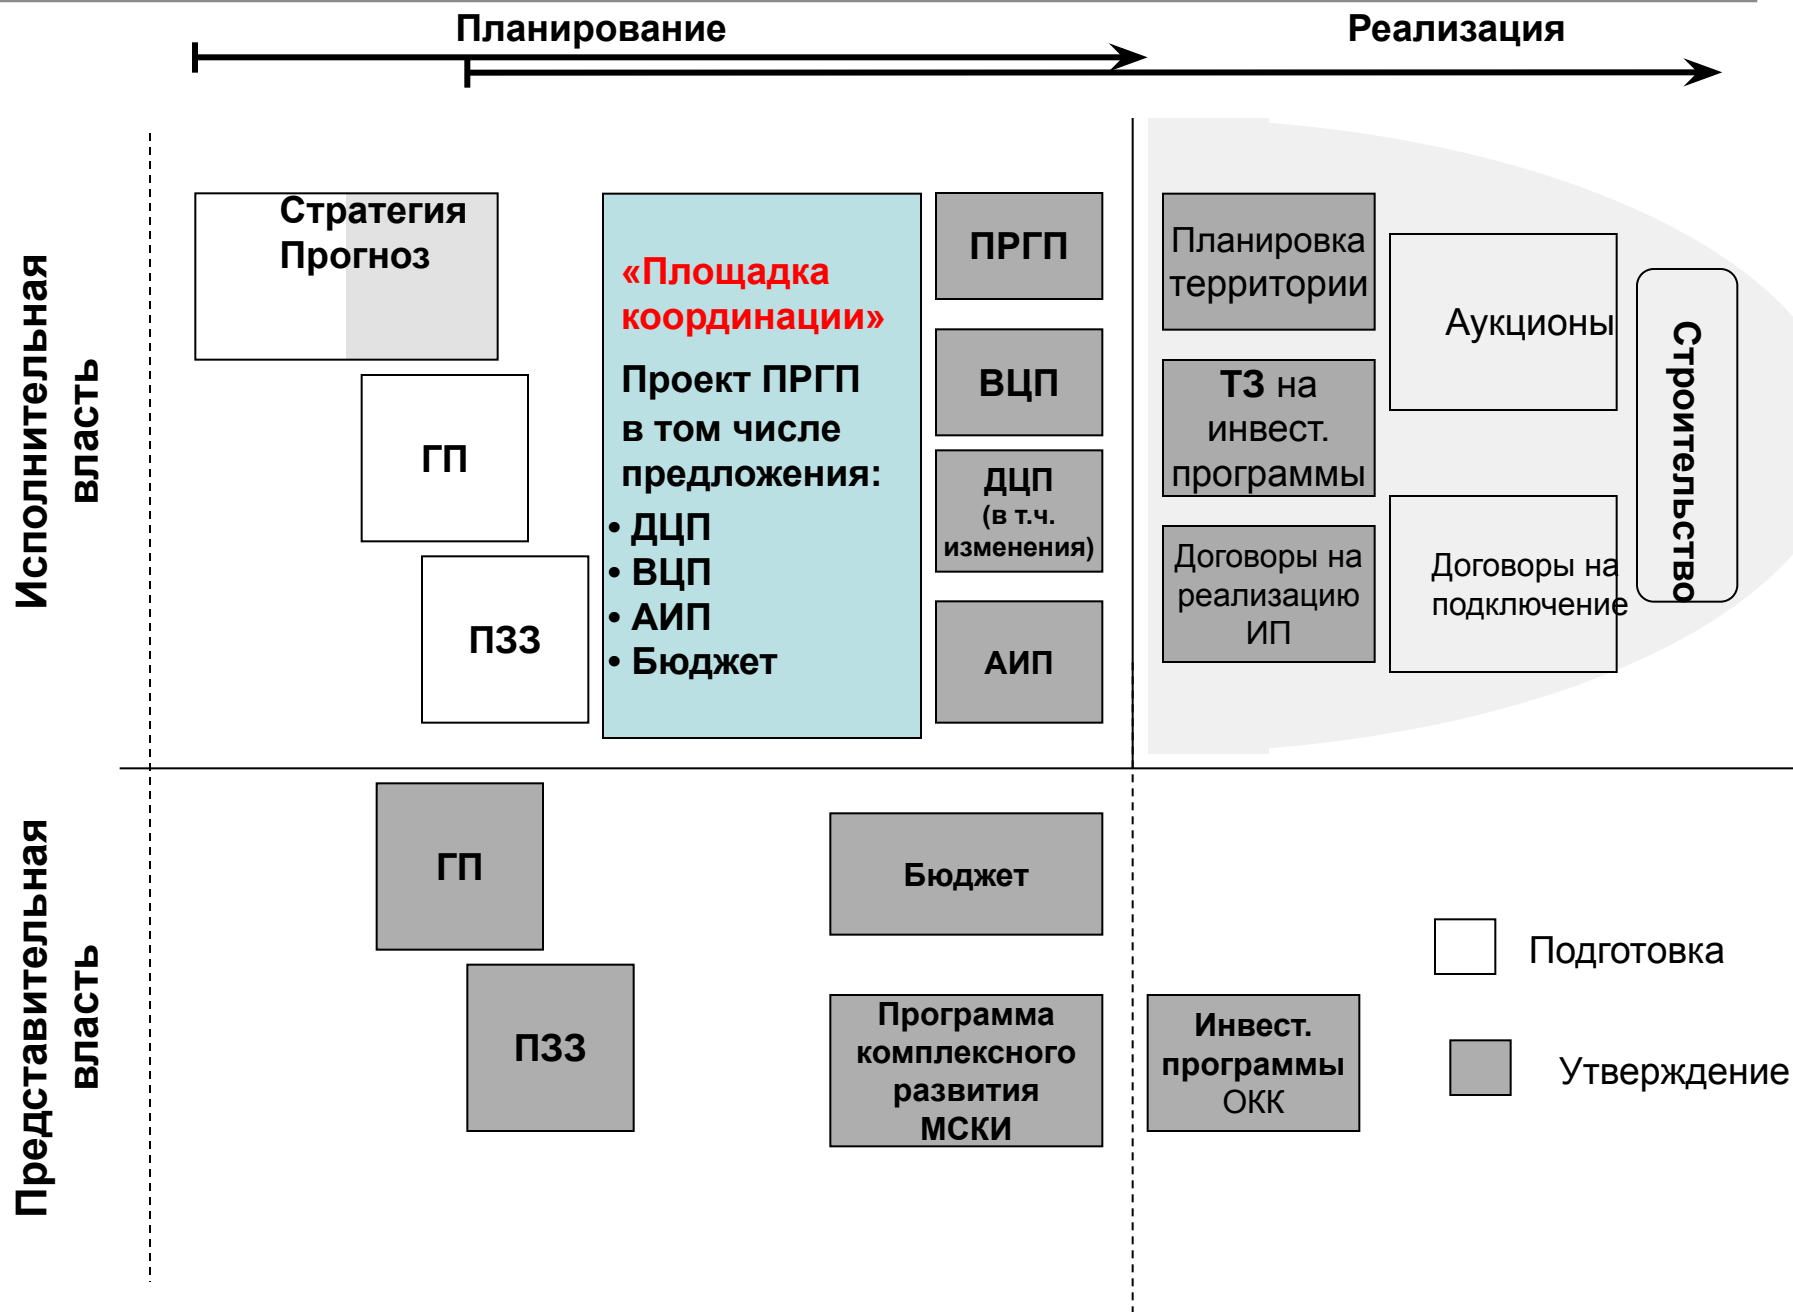 Планирование
Реализация
Исполнительная
власть
Стратегия
Прогноз
ГП
ПЗЗ
«Площадка
координации»
Проект ПРГП
в том числе
предложения:
• ДЦП
• ВЦП
• АИП
• Бюджет
ПРГП
ВЦП
ДЦП
(в т.ч.
изменения)
АИП
Планировка
территории
ТЗ на
инвест.
программы
Договоры на
реализацию
ИП
Аукционы
Договоры на
подключение
Строительство
Представительная
власть
ГП
ПЗЗ
Бюджет
Программа
комплексного
развития
МСКИ
Инвест.
программы
ОКК
Подготовка
Утверждение